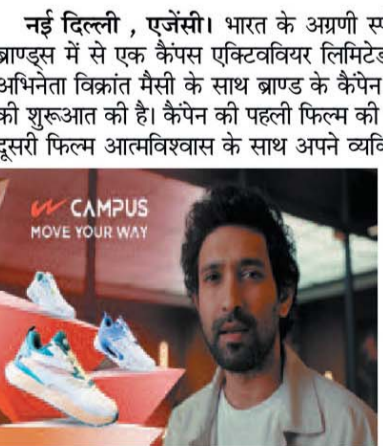 नई दिल्ली , एजेंसी। भारत के अग्रणी स्प
ब्राण्ड्स में से एक कैंपस एक्टिववियर लिमिटेड
अभिनेता विक्रांत मैसी के साथ ब्राण्ड के कैंपेन
की शुरूआत की है। कैंपेन की पहली फिल्म की
दूसरी फिल्म आत्मविश्वास के साथ अपने व्यक्
CAMPUS
MOVE YOUR WAY